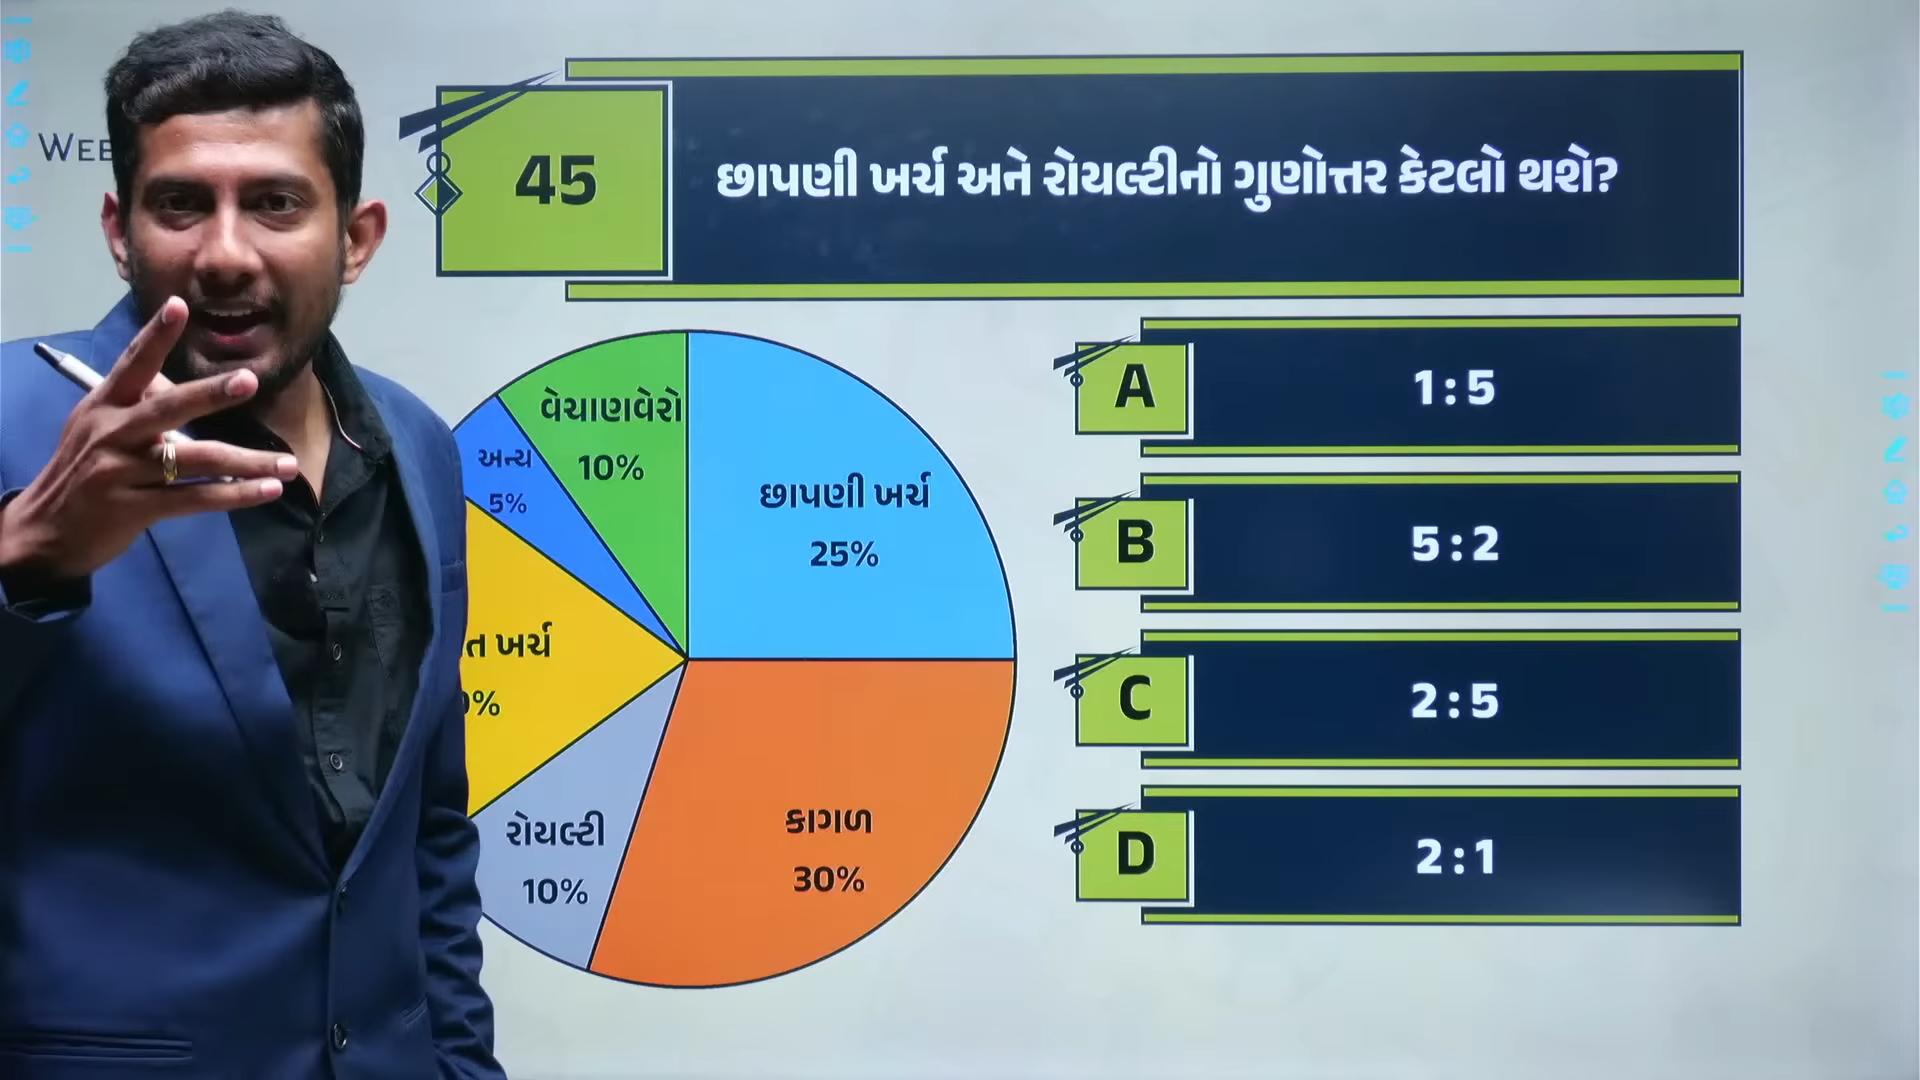 45
છાપણી ખર્ચ અને રોયલ્ટીનો ગુણોત્તર કેટલો થશે?
વેચાણવેરો
10%
અન્ય
5%
છાપણી ખર્ચ
25%
ખર્ચ
રોયલ્ટી
10%
કાગળ
30%
A
1:5
B
5:2
C
2:5
D
2:1